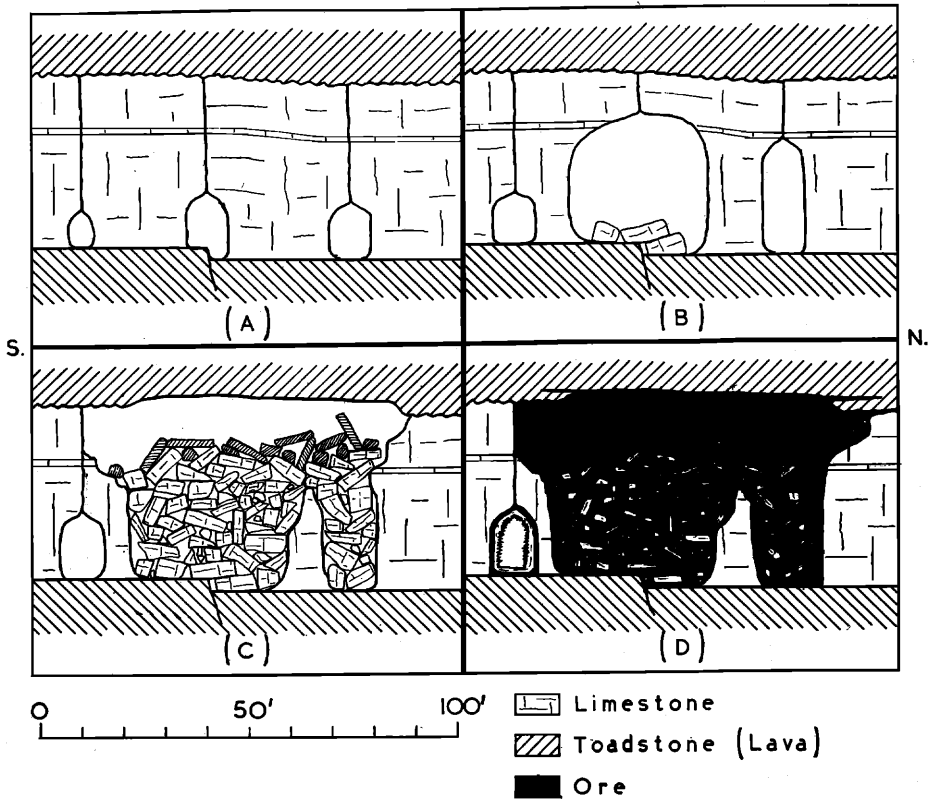 (A)
(B)
S.
N.
(C)
(D)
0 50' 100'
Limestone
Toadstone (Lava)
Ore